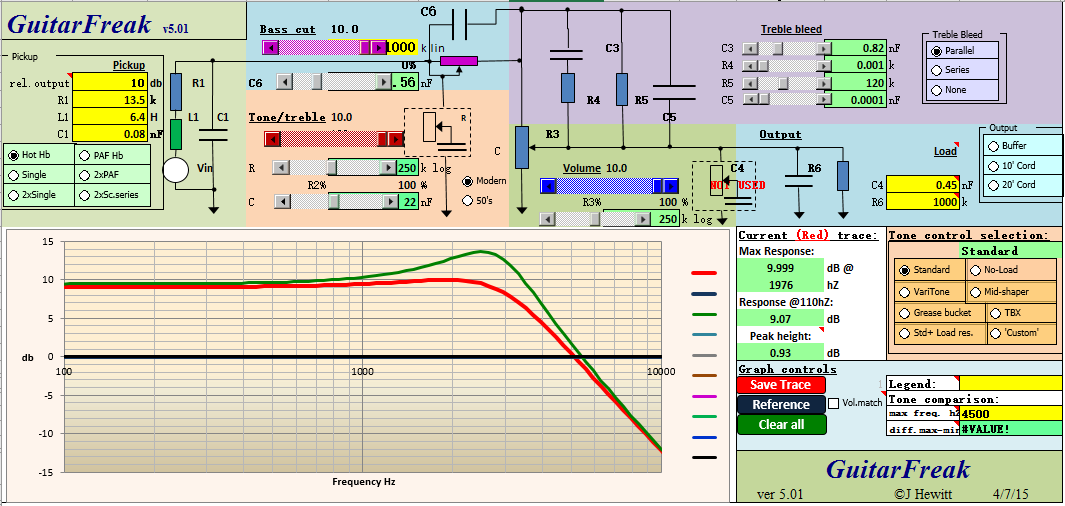 GuitarFreak v5.01
Pickup
Pickup
rel.output 10 db
R1 13.5 k
L1 6.4 H
C1 0.08 nF
Hot Hb
PAF Hb
Single
2xPAF
2xSingle
2xSc.series
R1
L1
C1
Vin
Bass cut 10.0
1000 k lin
0%
C6 .56 nF
C6
Tone/treble 10.0
R 250 k log
R2% 100 %
C 22 nF
R
C
Modern
50's
C3
R4
R5
C5
R3
Volume 10.0
R3% 100 %
250 k log
Treble bleed
C3 0.82 nF
R4 0.001 k
R5 120 k
C5 0.0001 nF
Treble Bleed
Parallel
Series
None
Output
Load
C4
NOT USED
R6
C4 0.45 nF
R6 1000 k
Output
Buffer
10' Cord
20' Cord
15
10
5
0
-5
-10
-15
db
100
1000
10000
Frequency Hz
Current (Red) trace:
Max Response:
9.999 dB @
1976 hZ
Response @110hZ:
9.07 dB
Peak height:
0.93 dB
Tone control selection:
Standard
Standard
No-Load
VariTone
Mid-shaper
Grease bucket
TBX
Std+ Load res.
'Custom'
Graph controls
Save Trace
Reference
Clear all
Vol.match
1
Legend:
Tone comparison:
max freq. hZ 4500
diff.max-min #VALUE!
GuitarFreak
ver 5.01 ©J Hewitt 4/7/15